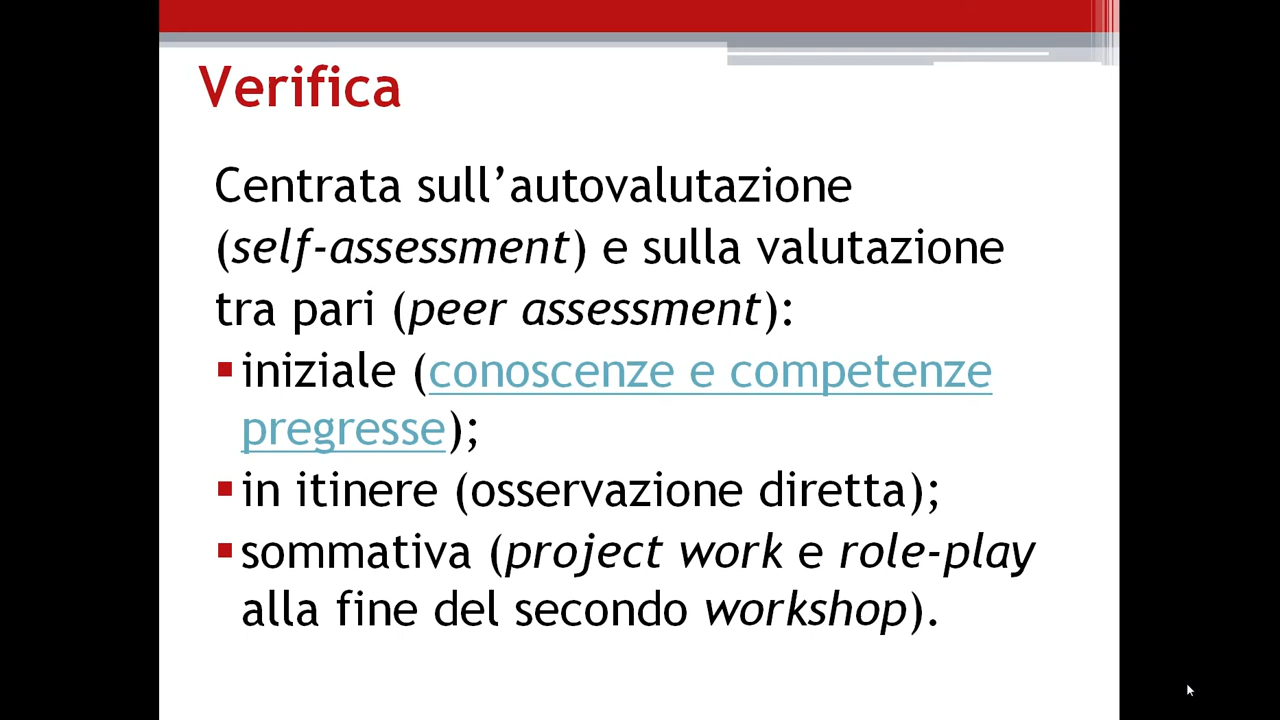 Verifica
Centrata sull’autovalutazione
(self-assessment) e sulla valutazione
tra pari (peer assessment):
▪iniziale (conoscenze e competenze
pregresse);
▪in itinere (osservazione diretta);
▪sommativa (project work e role-play
alla fine del secondo workshop).